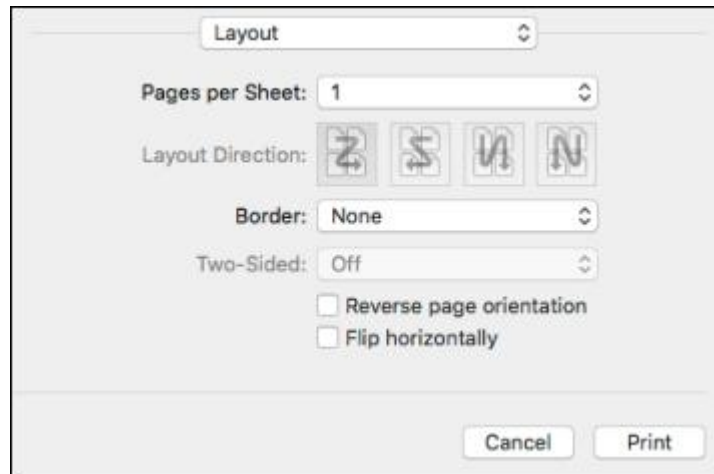 Layout
Pages per Sheet: 1
Layout Direction:
Border: None
Two-Sided: Off
Reverse page orientation
Flip horizontally
Cancel Print